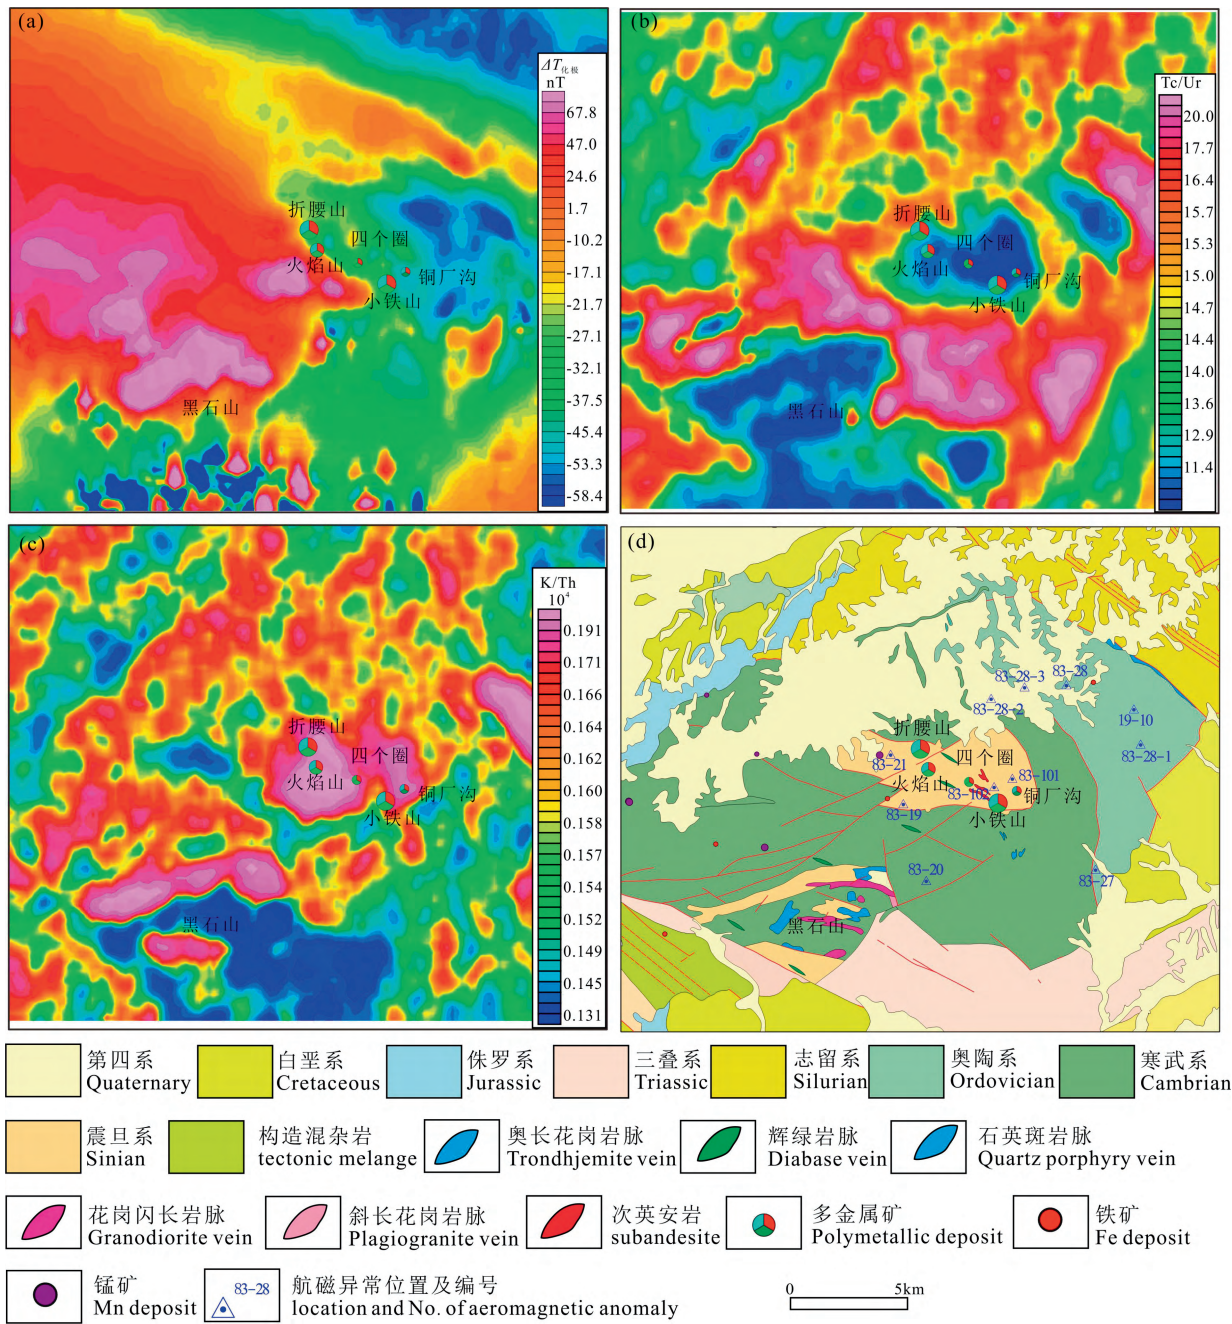 (a)
ΔT化极
nT
67.8
47.0
24.6
1.7
-10.2
-17.1
-21.7
-27.1
-32.1
-37.5
-45.4
-53.3
-58.4
折腰山
四个圈
火焰山
铜厂沟
小铁山
黑石山
(b)
Tc/Ur
20.0
17.7
16.4
15.7
15.3
15.0
14.7
14.4
14.0
13.6
12.9
11.4
折腰山
四个圈
火焰山
铜厂沟
小铁山
黑石山
(c)
K/Th
10⁴
0.191
0.171
0.166
0.164
0.162
0.160
0.158
0.157
0.154
0.152
0.149
0.145
0.131
折腰山
四个圈
火焰山
铜厂沟
小铁山
黑石山
(d)
83-28-3
83-28
83-28-2
19-10
83-28-1
折腰山
83-21
四个圈
火焰山
83-101
83-102
铜厂沟
83-19
小铁山
83-20
83-27
黑石山
第四系
Quaternary
白垩系
Cretaceous
侏罗系
Jurassic
三叠系
Triassic
志留系
Silurian
奥陶系
Ordovician
寒武系
Cambrian
震旦系
Sinian
构造混杂岩
tectonic melange
奥长花岗岩脉
Trondhjemite vein
辉绿岩脉
Diabase vein
石英斑岩脉
Quartz porphyry vein
花岗闪长岩脉
Granodiorite vein
斜长花岗岩脉
Plagiogranite vein
次英安岩
subandesite
多金属矿
Polymetallic deposit
铁矿
Fe deposit
锰矿
Mn deposit
83-28
航磁异常位置及编号
location and No. of aeromagnetic anomaly
0 5km